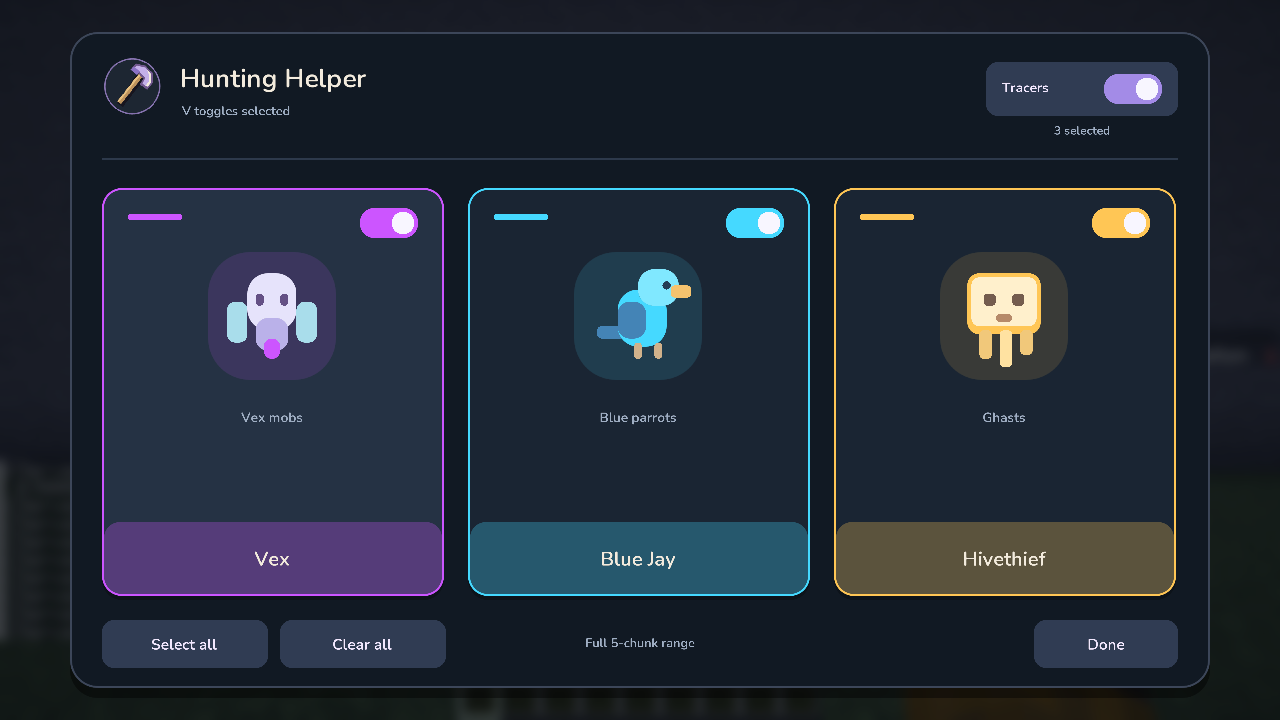 Hunting Helper
V toggles selected
Tracers
3 selected
Vex mobs
Blue parrots
Ghasts
Vex
Blue Jay
Hivethief
Select all
Clear all
Full 5-chunk range
Done